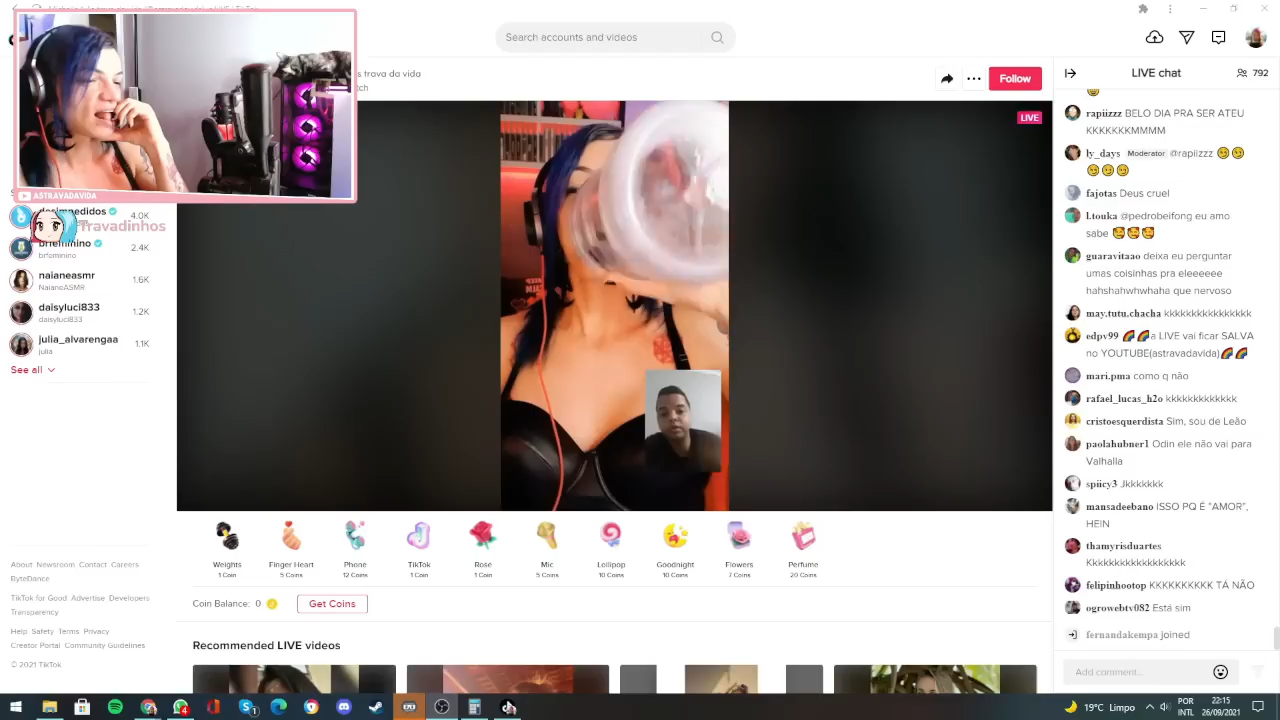 Search accounts and videos
s trava da vida
tch
Follow
LIVE chat
792
LIVE
ASTRAVADAVIDA
Travadinhos
4.0K
brfeminino
brfeminino
2.4K
naianeasmr
NaianeASMR
1.6K
daisyluci833
daisyluci833
1.2K
julia_alvarengaa
julia
1.1K
See all
About Newsroom Contact Careers
ByteDance
TikTok for Good Advertise Developers
Transparency
Help Safety Terms Privacy
Creator Portal Community Guidelines
© 2021 TikTok
Weights
1 Coin
Finger Heart
5 Coins
Phone
12 Coins
TikTok
1 Coin
Rose
1 Coin
Mic
5 Coins
Lollipop
10 Coins
Goodnight
10 Coins
Flowers
7 Coins
Perfume
20 Coins
Coin Balance: 0
Get Coins
Recommended LIVE videos
rapiizzz BELO DIA PRA SER ATEU
KKKKKKKMMMM
ly_days Moderator @rapiizzz
fajotas Deus cruel
l.touka @pedrobeifong eu amo
sabe
guaravitaao deixa eu perguntar
umas coisinhas pra eleeeeee
hahshahwhwhaha que nervoso
may.tutu.chacha kkkkkkkkkkkkkk
edpv99 a LIVE vai ficar SALVA
no YOUTUBE(astravadavida)
mari.pma como q não
rafael_lucas_h2o kkkkkkkkkkkkk
cristoesquerdista Sim, sou de Leão
paolahubner1 Odin ele não vai para
Valhalla
spiicy3 Jkkkkkkk
mansadeebano ISSO PQ É "AMOR",
HEIN
thamyrisduartes
Kkkkkkkkkkkkkkkkkk
felipinhootop KKKKKKKKKK TÁ NÃO
ogrowebtv082 Está sim
fernandakempa joined
Add comment...
19°C Limpo
POR
INTL
22:15
26/09/2021